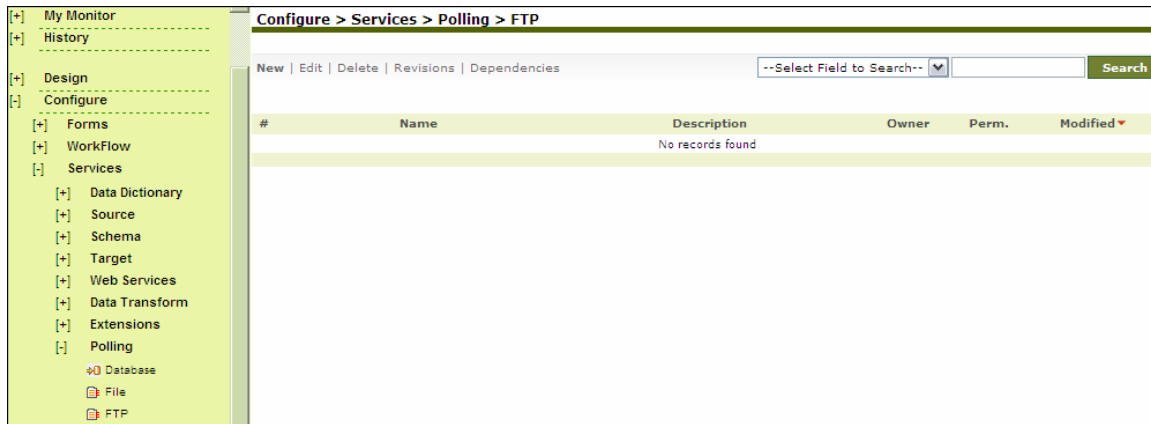 [+] My Monitor
[+] History
[+] Design
[-] Configure
[+] Forms
[+] WorkFlow
[-] Services
[+] Data Dictionary
[+] Source
[+] Schema
[+] Target
[+] Web Services
[+] Data Transform
[+] Extensions
[-] Polling
Database
File
FTP
Configure > Services > Polling > FTP
New | Edit | Delete | Revisions | Dependencies --Select Field to Search-- Search
# Name Description Owner Perm. Modified
No records found